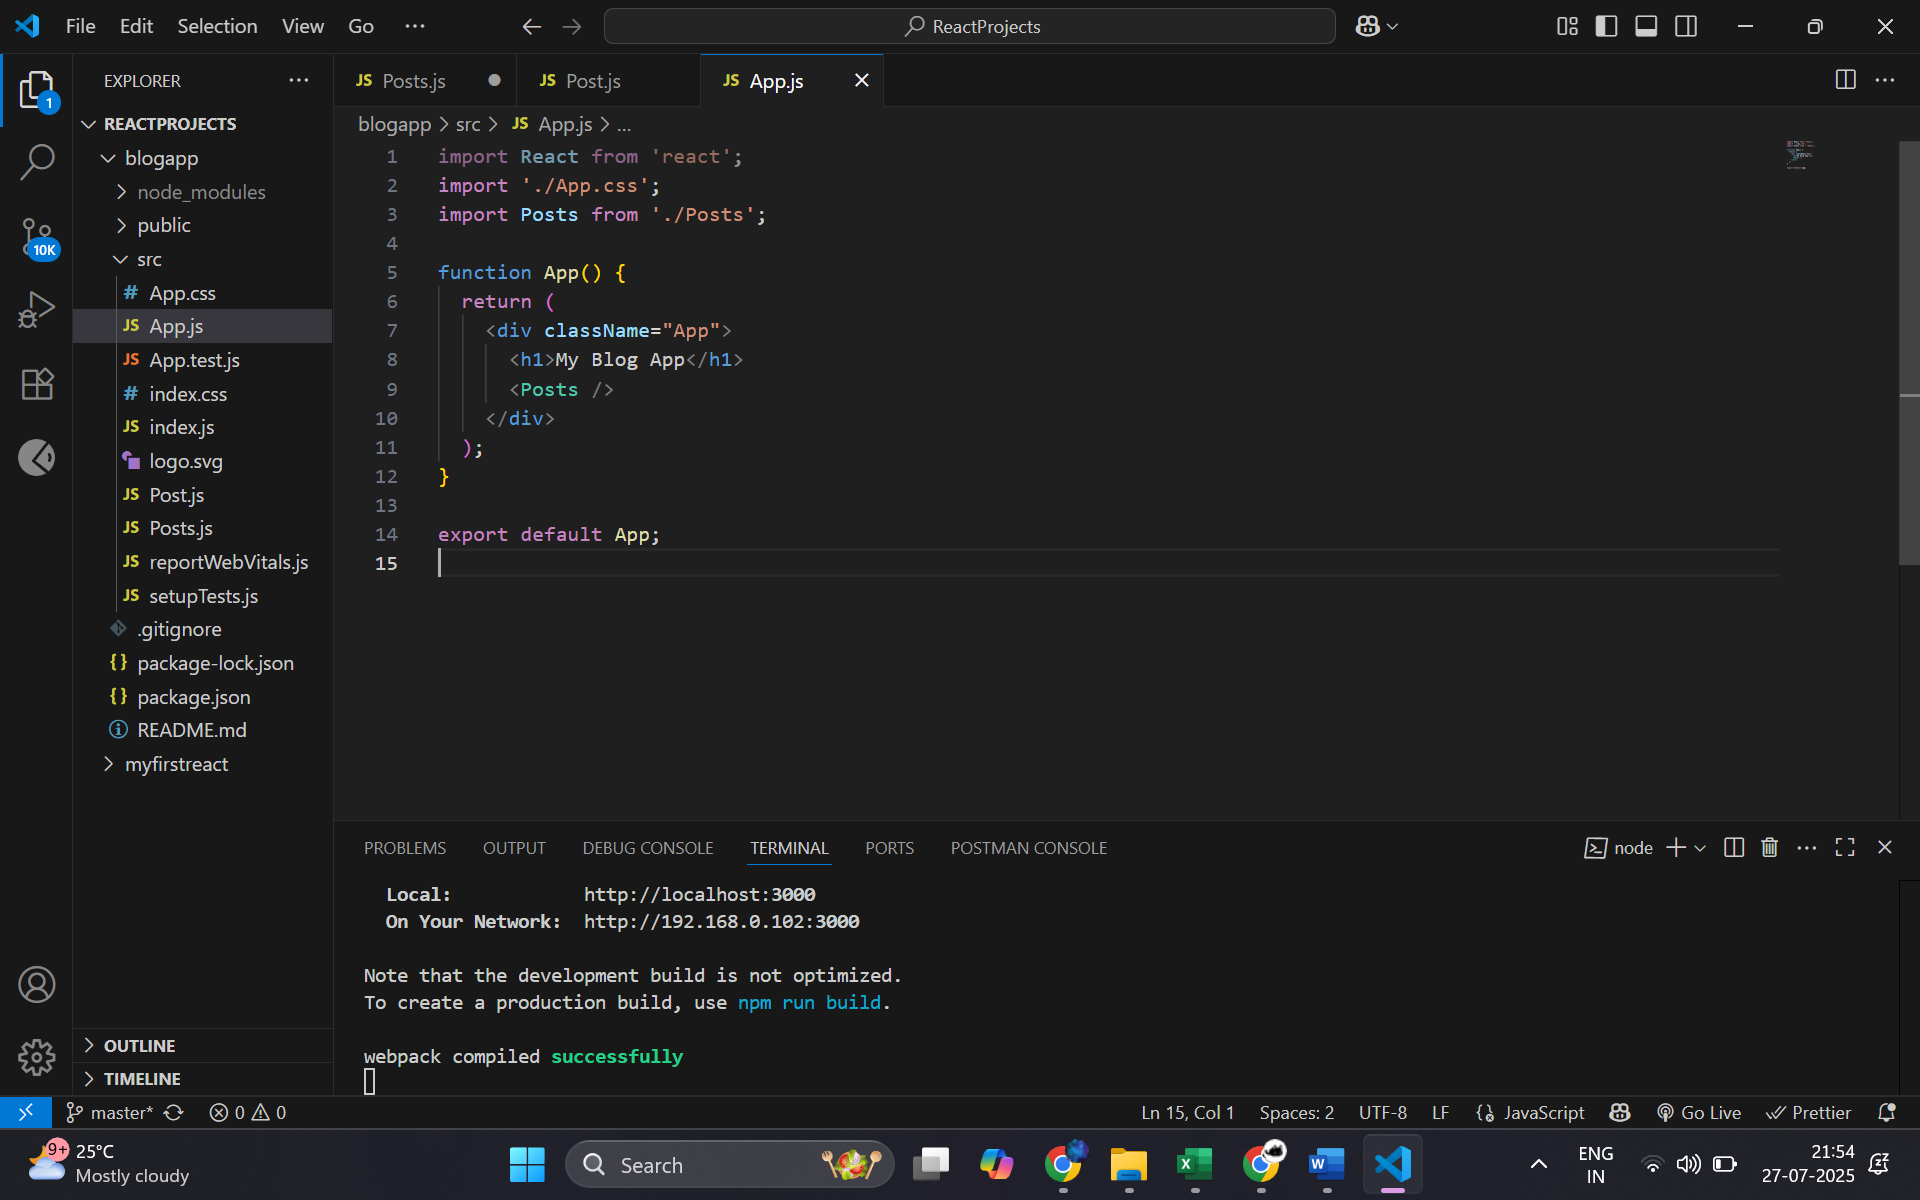 File Edit Selection View Go ···
ReactProjects
EXPLORER
REACTPROJECTS
blogapp
node_modules
public
src
# App.css
JS App.js
JS App.test.js
# index.css
JS index.js
logo.svg
JS Post.js
JS Posts.js
JS reportWebVitals.js
JS setupTests.js
.gitignore
{} package-lock.json
{} package.json
README.md
myfirstreact
OUTLINE
TIMELINE
1
10K
JS Posts.js
JS Post.js
JS App.js
blogapp > src > JS App.js > ...
1 import React from 'react';
2 import './App.css';
3 import Posts from './Posts';
4
5 function App() {
6 return (
7 <div className="App">
8 <h1>My Blog App</h1>
9 <Posts />
10 </div>
11 );
12 }
13
14 export default App;
15
PROBLEMS OUTPUT DEBUG CONSOLE TERMINAL PORTS POSTMAN CONSOLE
node
Local: http://localhost:3000
On Your Network: http://192.168.0.102:3000
Note that the development build is not optimized.
To create a production build, use npm run build.
webpack compiled successfully
master* 0 0
Ln 15, Col 1 Spaces: 2 UTF-8 LF {} JavaScript Go Live Prettier
9+ 25°C
Mostly cloudy
Search
ENG
IN
21:54
27-07-2025